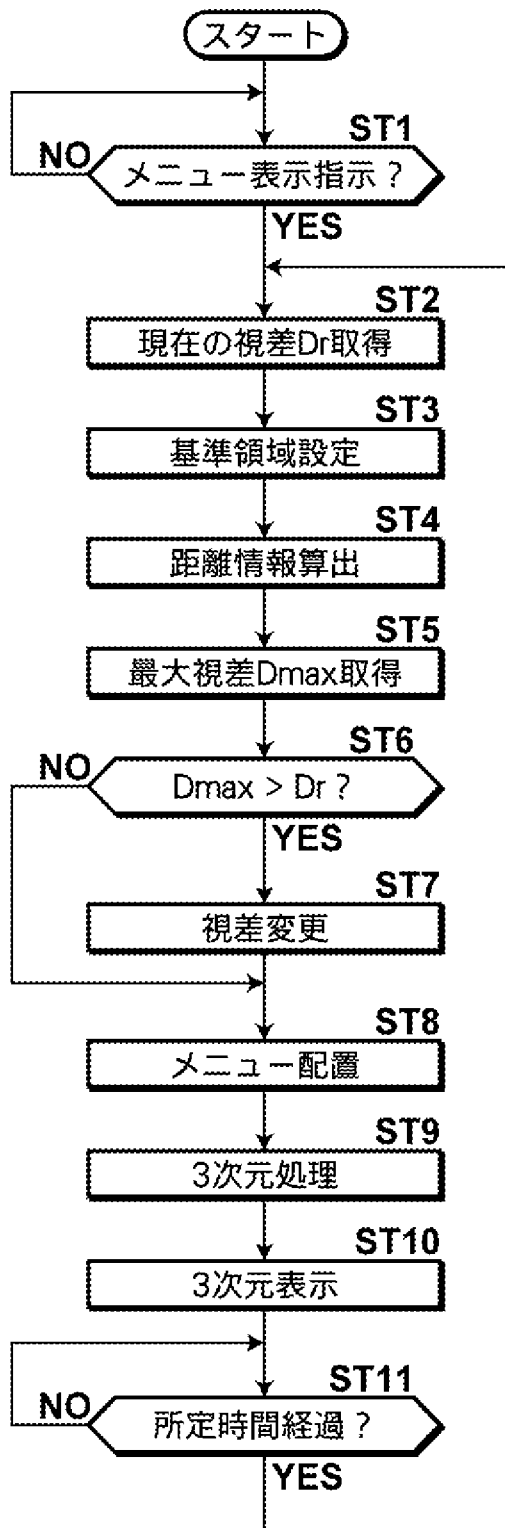 スタート
ST1
NO
メニュー表示指示？
YES
ST2
現在の視差Dr取得
ST3
基準領域設定
ST4
距離情報算出
ST5
最大視差Dmax取得
ST6
NO
Dmax > Dr？
YES
ST7
視差変更
ST8
メニュー配置
ST9
3次元処理
ST10
3次元表示
ST11
NO
所定時間経過？
YES